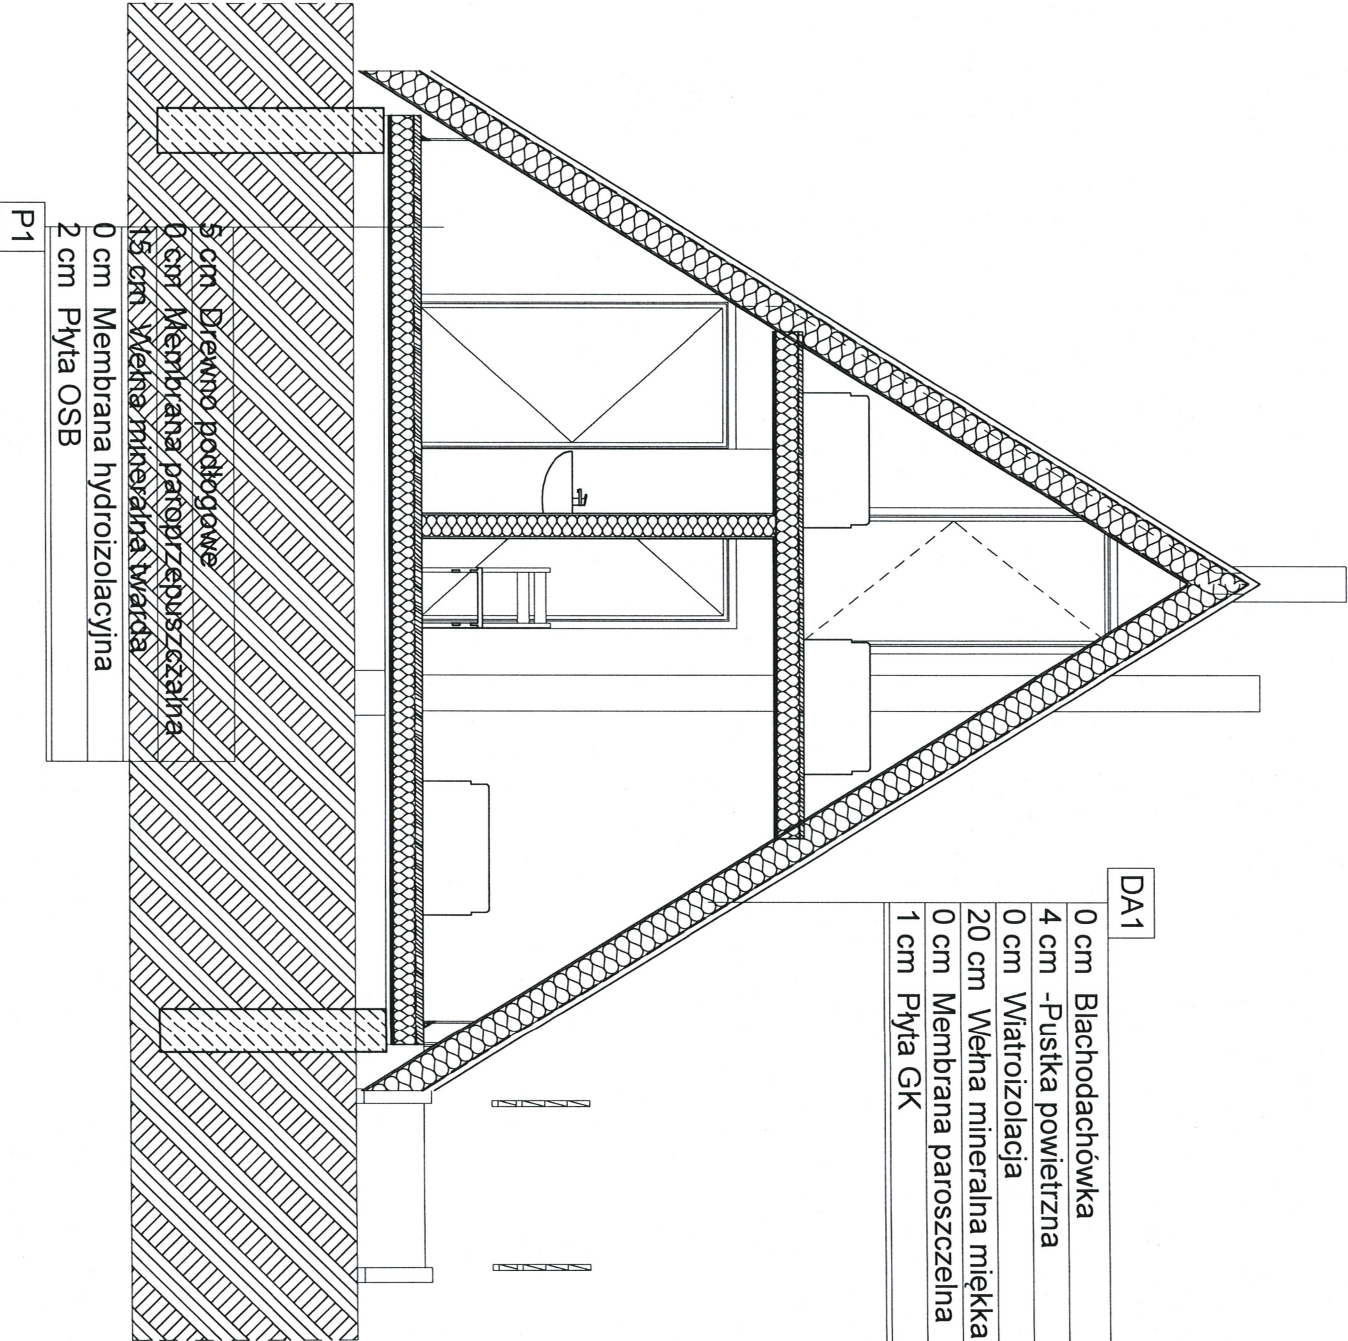 DA1
0 cm Blachodachówka
4 cm -Pustka powietrzna
0 cm Wiatroizolacja
20 cm Wełna mineralna miękka
0 cm Membrana paroszczelna
1 cm Płyta GK
5 cm Drewno podłogowe
0 cm Membrana paroprzepuszczalna
15 cm Wełna mineralna twarda
0 cm Membrana hydroizolacyjna
2 cm Płyta OSB
P1